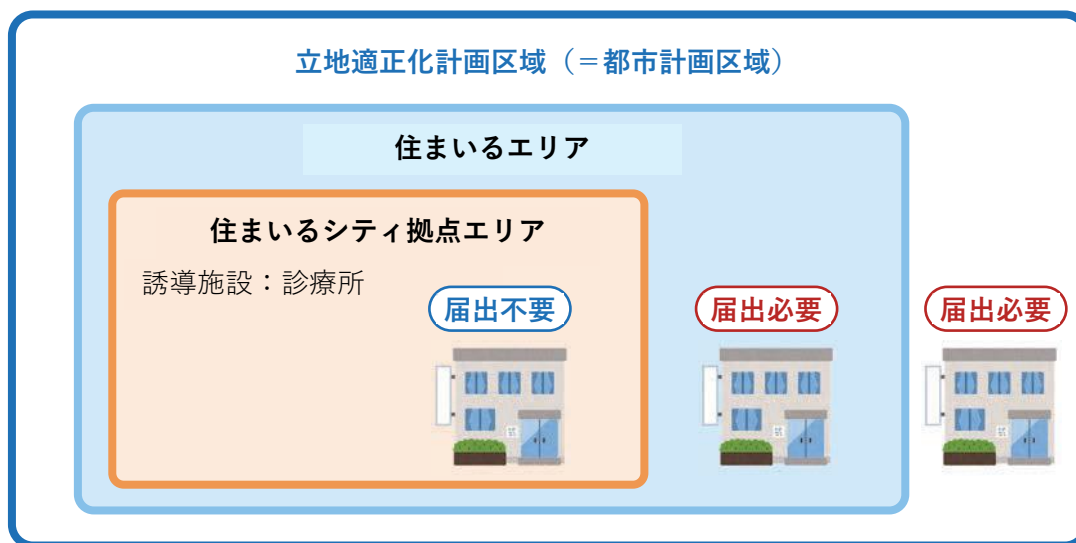 立地適正化計画区域（＝都市計画区域）
住まいるエリア
住まいるシティ拠点エリア
誘導施設：診療所
届出不要
届出必要
届出必要